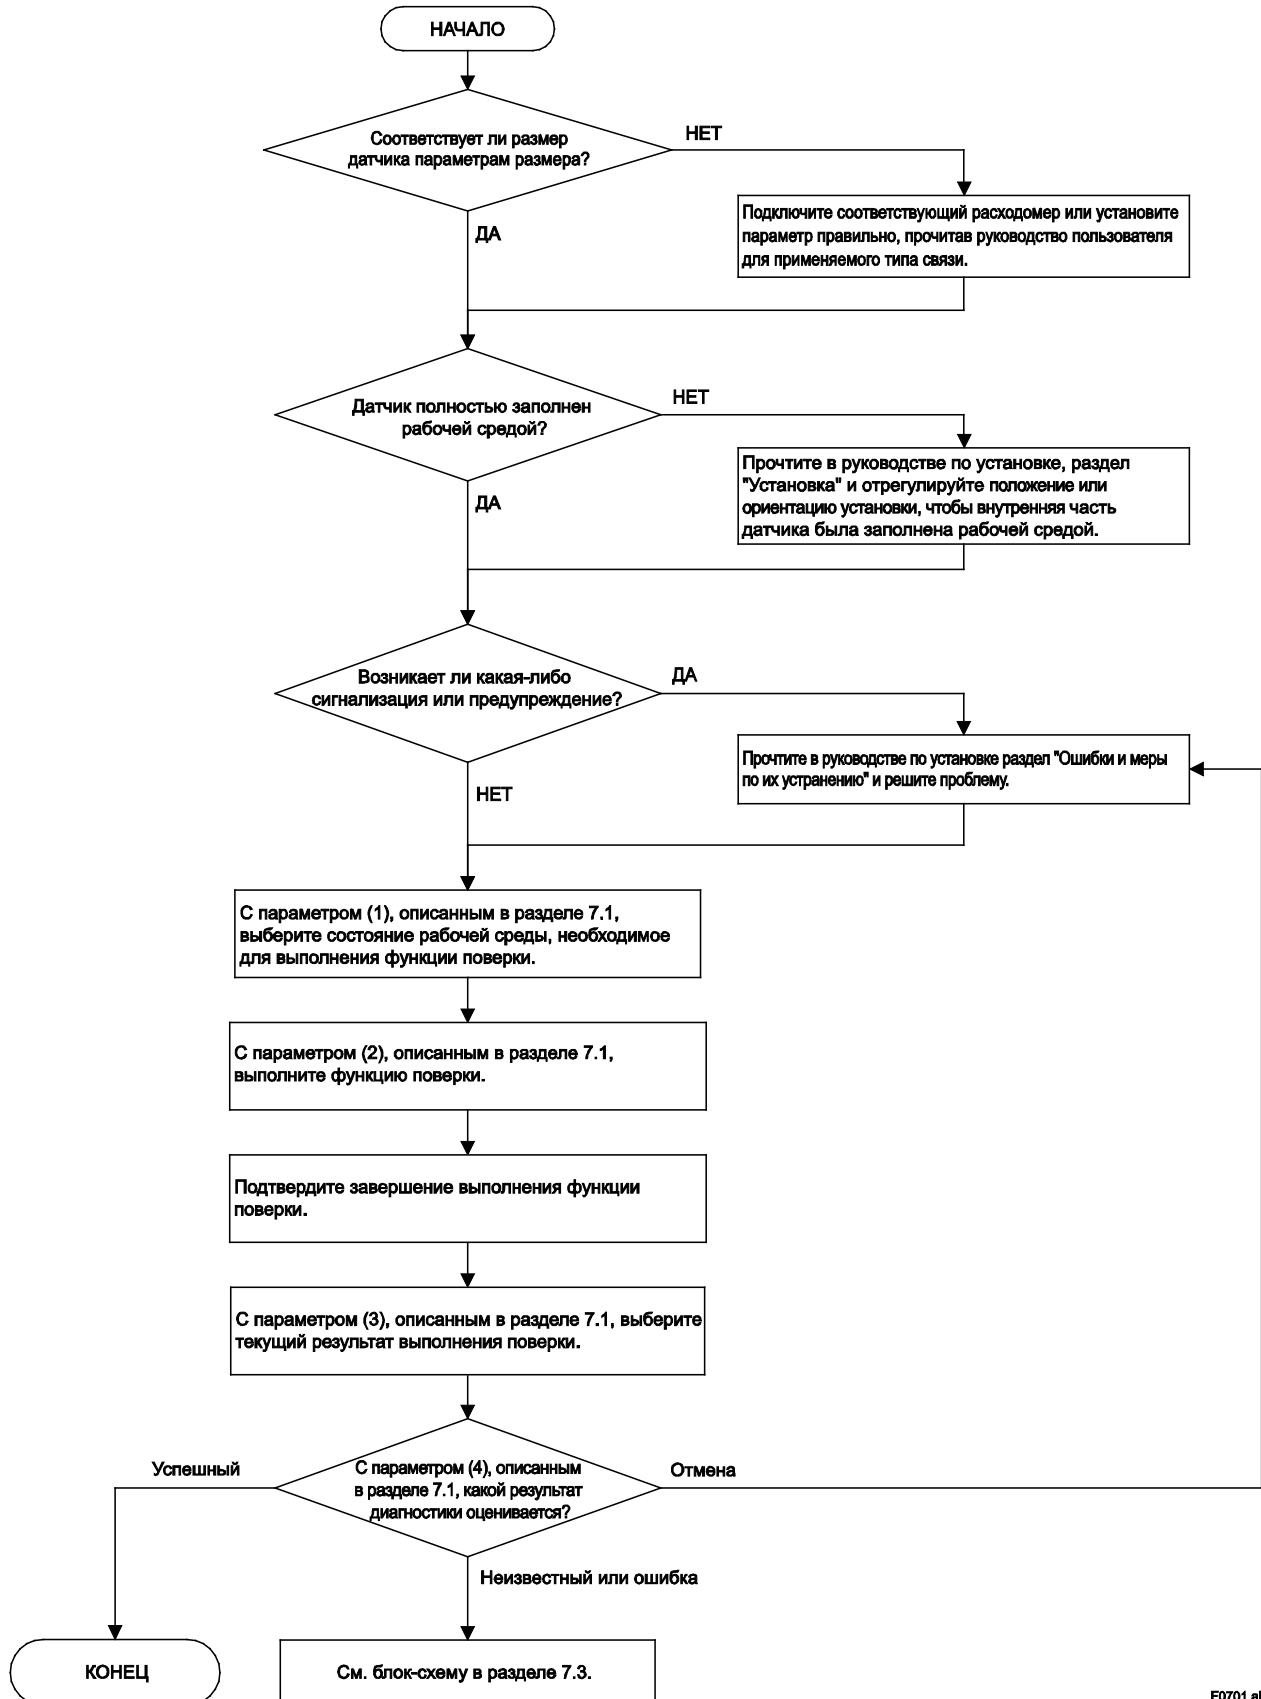 НАЧАЛО
Соответствует ли размер
датчика параметрам размера?
НЕТ
Подключите соответствующий расходомер или установите
параметр правильно, прочитав руководство пользователя
для применяемого типа связи.
ДА
Датчик полностью заполнен
рабочей средой?
НЕТ
Прочтите в руководстве по установке, раздел
"Установка" и отрегулируйте положение или
ориентацию установки, чтобы внутренняя часть
датчика была заполнена рабочей средой.
ДА
Возникает ли какая-либо
сигнализация или предупреждение?
ДА
Прочтите в руководстве по установке раздел "Ошибки и меры
по их устранению" и решите проблему.
НЕТ
С параметром (1), описанным в разделе 7.1,
выберите состояние рабочей среды, необходимое
для выполнения функции поверки.
С параметром (2), описанным в разделе 7.1,
выполните функцию поверки.
Подтвердите завершение выполнения функции
поверки.
С параметром (3), описанным в разделе 7.1, выберите
текущий результат выполнения поверки.
Успешный
С параметром (4), описанным
в разделе 7.1, какой результат
диагностики оценивается?
Отмена
Неизвестный или ошибка
КОНЕЦ
См. блок-схему в разделе 7.3.